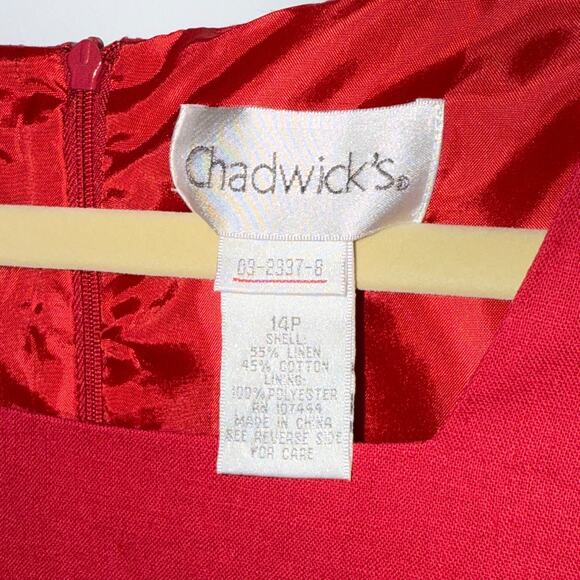 Chadwick's®
03-2337-8
14P
SHELL:
55% LINEN
45% COTTON
LINING:
100% POLYESTER
RN 107444
MADE IN CHINA
SEE REVERSE SIDE
FOR CARE